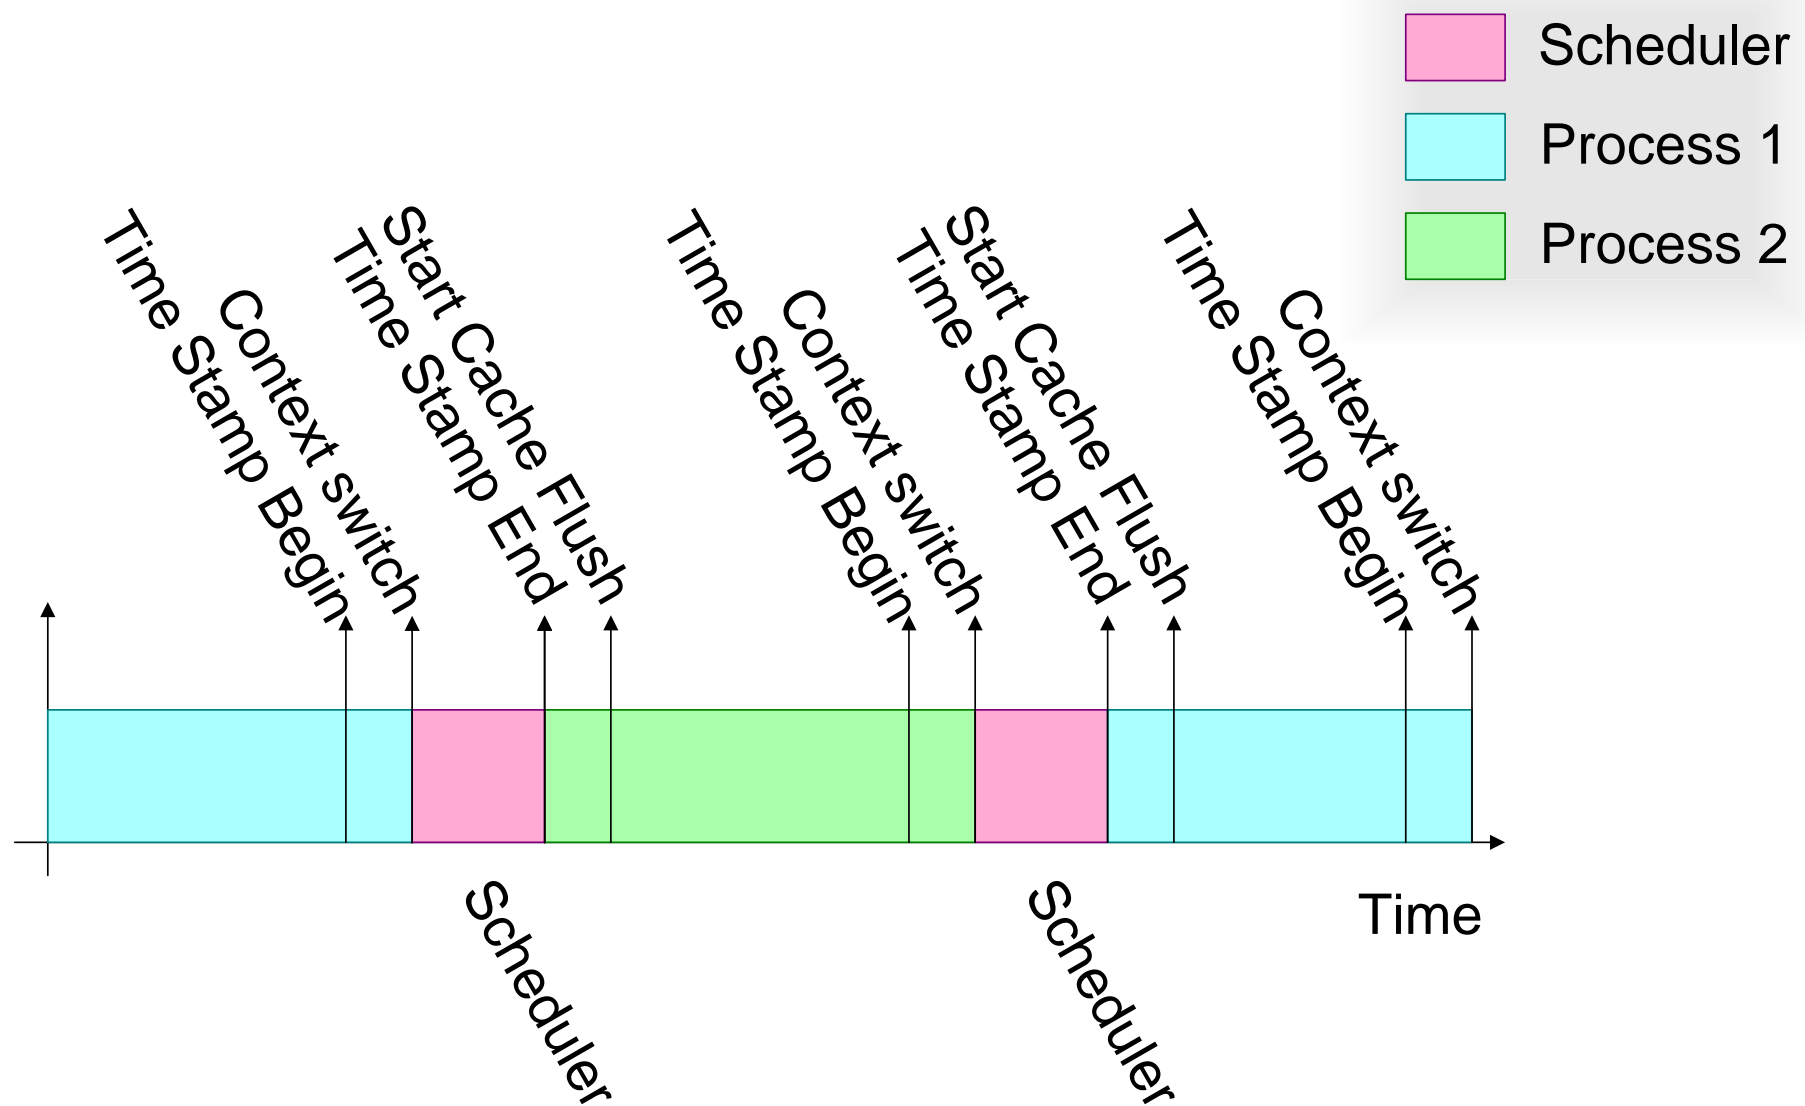 Scheduler
Process 1
Process 2
Time Stamp Begin
Context switch
Time Stamp End
Start Cache Flush
Time Stamp Begin
Context switch
Time Stamp End
Start Cache Flush
Time Stamp Begin
Context switch
Scheduler
Scheduler
Time